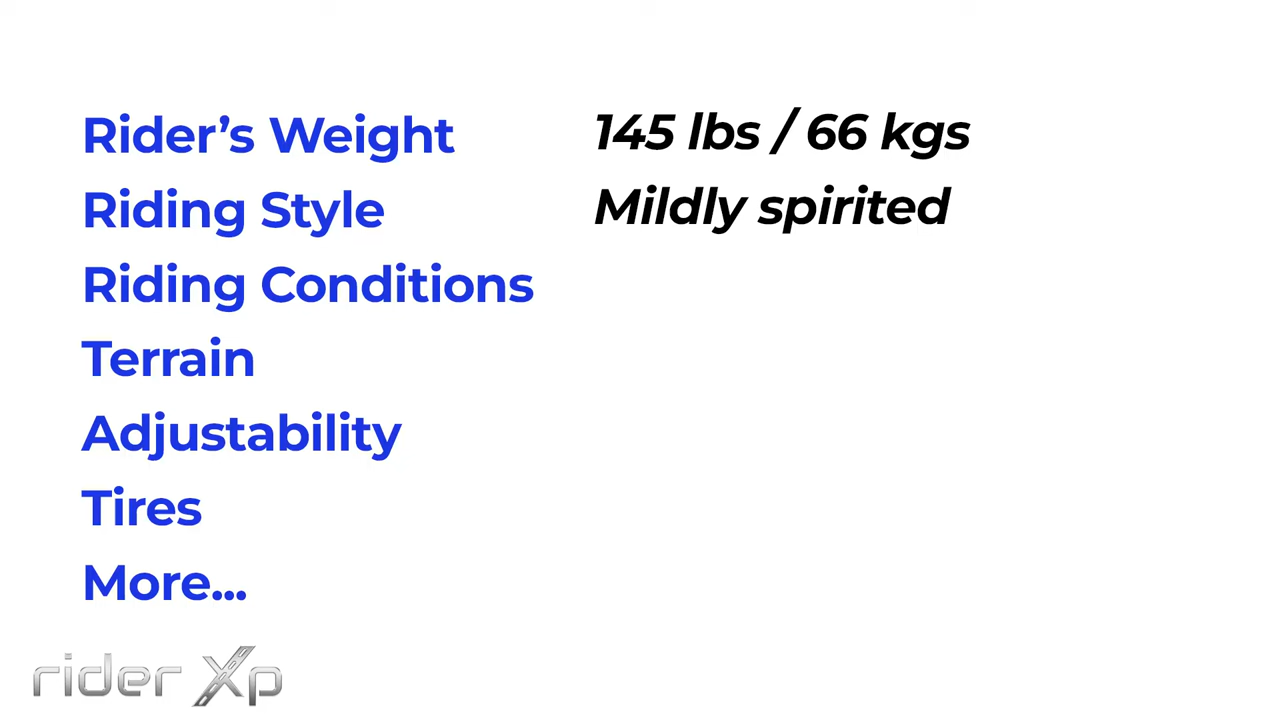 Rider’s Weight 145 lbs / 66 kgs
Riding Style Mildly spirited
Riding Conditions
Terrain
Adjustability
Tires
More...
rider Xp